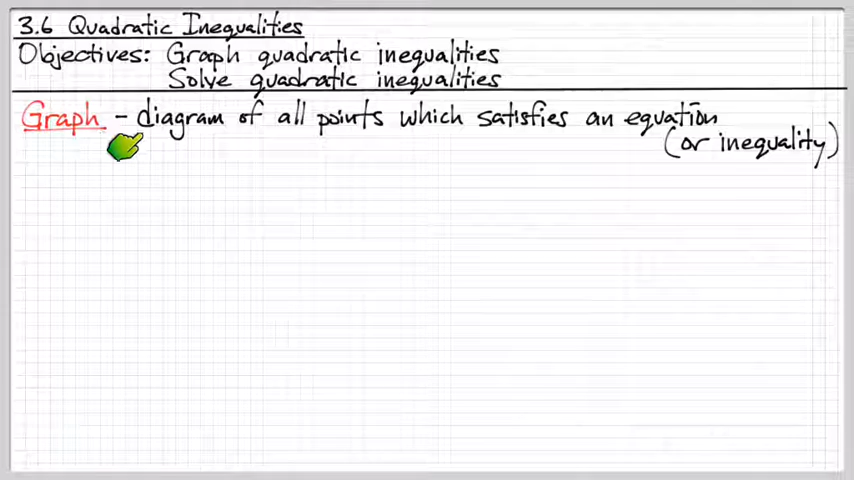 3.6 Quadratic Inequalities
Objectives: Graph quadratic inequalities
Solve quadratic inequalities
Graph - diagram of all points which satisfies an equation
(or inequality)